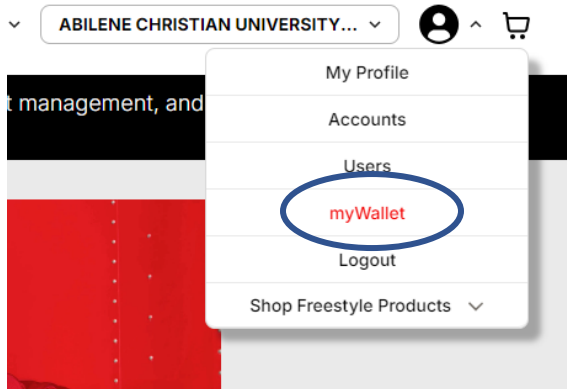 ABILENE CHRISTIAN UNIVERSITY...
My Profile
t management, and
Accounts
Users
myWallet
Logout
Shop Freestyle Products